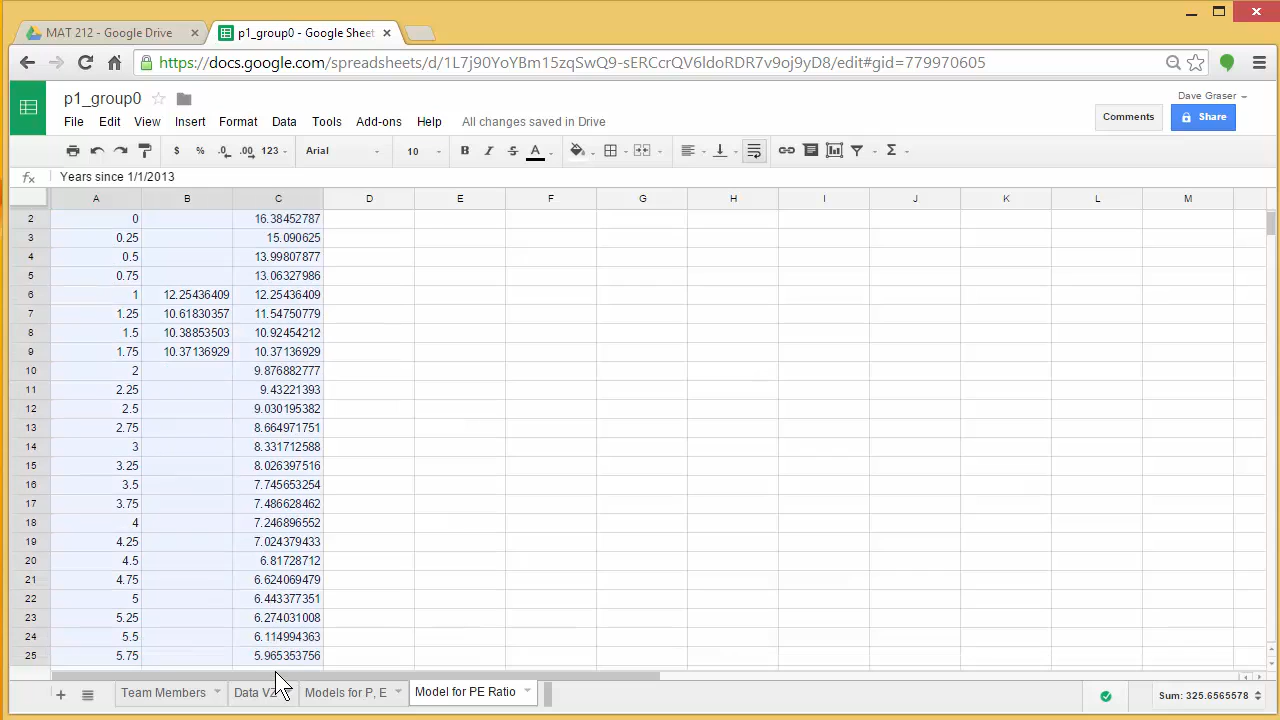 MAT 212 - Google Drive
p1_group0 - Google Sheet
https://docs.google.com/spreadsheets/d/1L7j90YoYBm15zqSwQ9-sERCcrQV6ldoRDR7v9oj9yD8/edit#gid=779970605
p1_group0
Dave Graser
File Edit View Insert Format Data Tools Add-ons Help All changes saved in Drive
Comments Share
$ % .0 .00 123 Arial 10 B I S A Σ
fx Years since 1/1/2013
A B C D E F G H I J K L M
2 0 16.38452787
3 0.25 15.090625
4 0.5 13.99807877
5 0.75 13.06327986
6 1 12.25436409 12.25436409
7 1.25 10.61830357 11.54750779
8 1.5 10.38853503 10.92454212
9 1.75 10.37136929 10.37136929
10 2 9.876882777
11 2.25 9.43221393
12 2.5 9.030195382
13 2.75 8.664971751
14 3 8.331712588
15 3.25 8.026397516
16 3.5 7.745653254
17 3.75 7.486628462
18 4 7.246896552
19 4.25 7.024379433
20 4.5 6.81728712
21 4.75 6.624069479
22 5 6.443377351
23 5.25 6.274031008
24 5.5 6.114994363
25 5.75 5.965353756
Team Members Data Models for P, E Model for PE Ratio Sum: 325.6565578